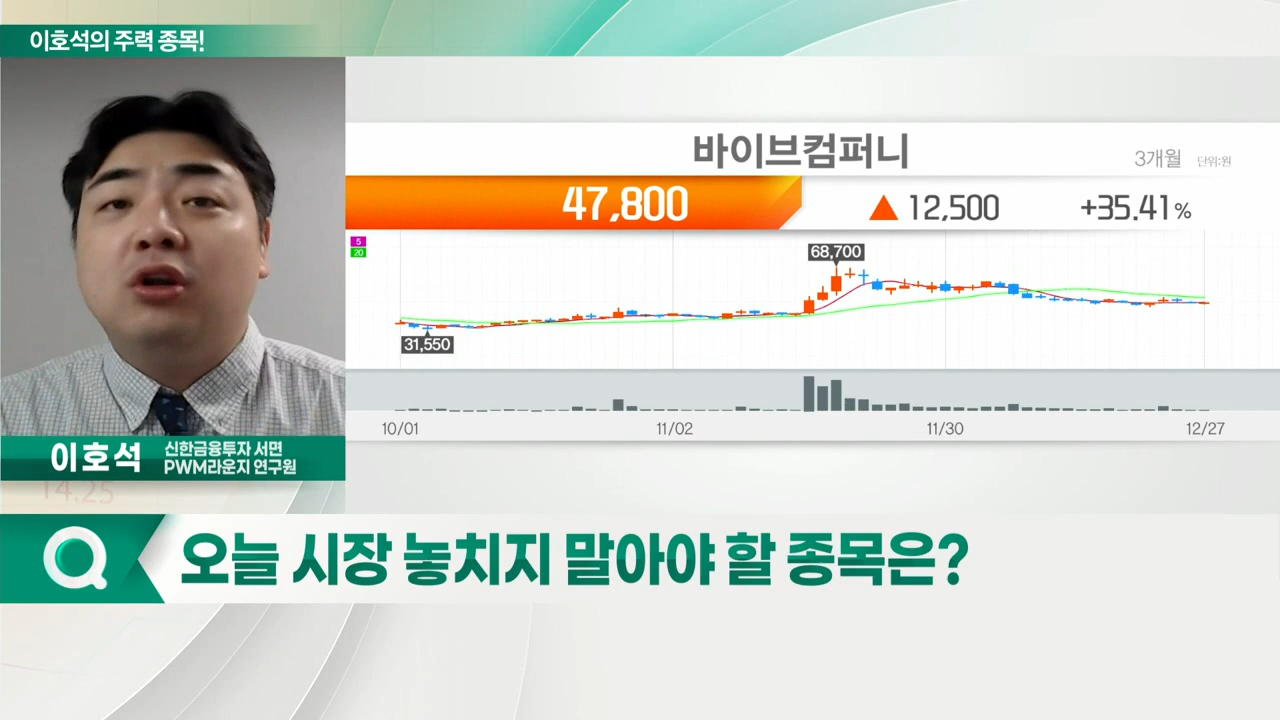 이호석의 주력 종목!
바이브컴퍼니
3개월 단위:원
47,800 ▲ 12,500 +35.41%
5
20
68,700
31,550
10/01 11/02 11/30 12/27
이호석 신한금융투자 서면
PWM라운지 연구원
14.25
Q 오늘 시장 놓치지 말아야 할 종목은?